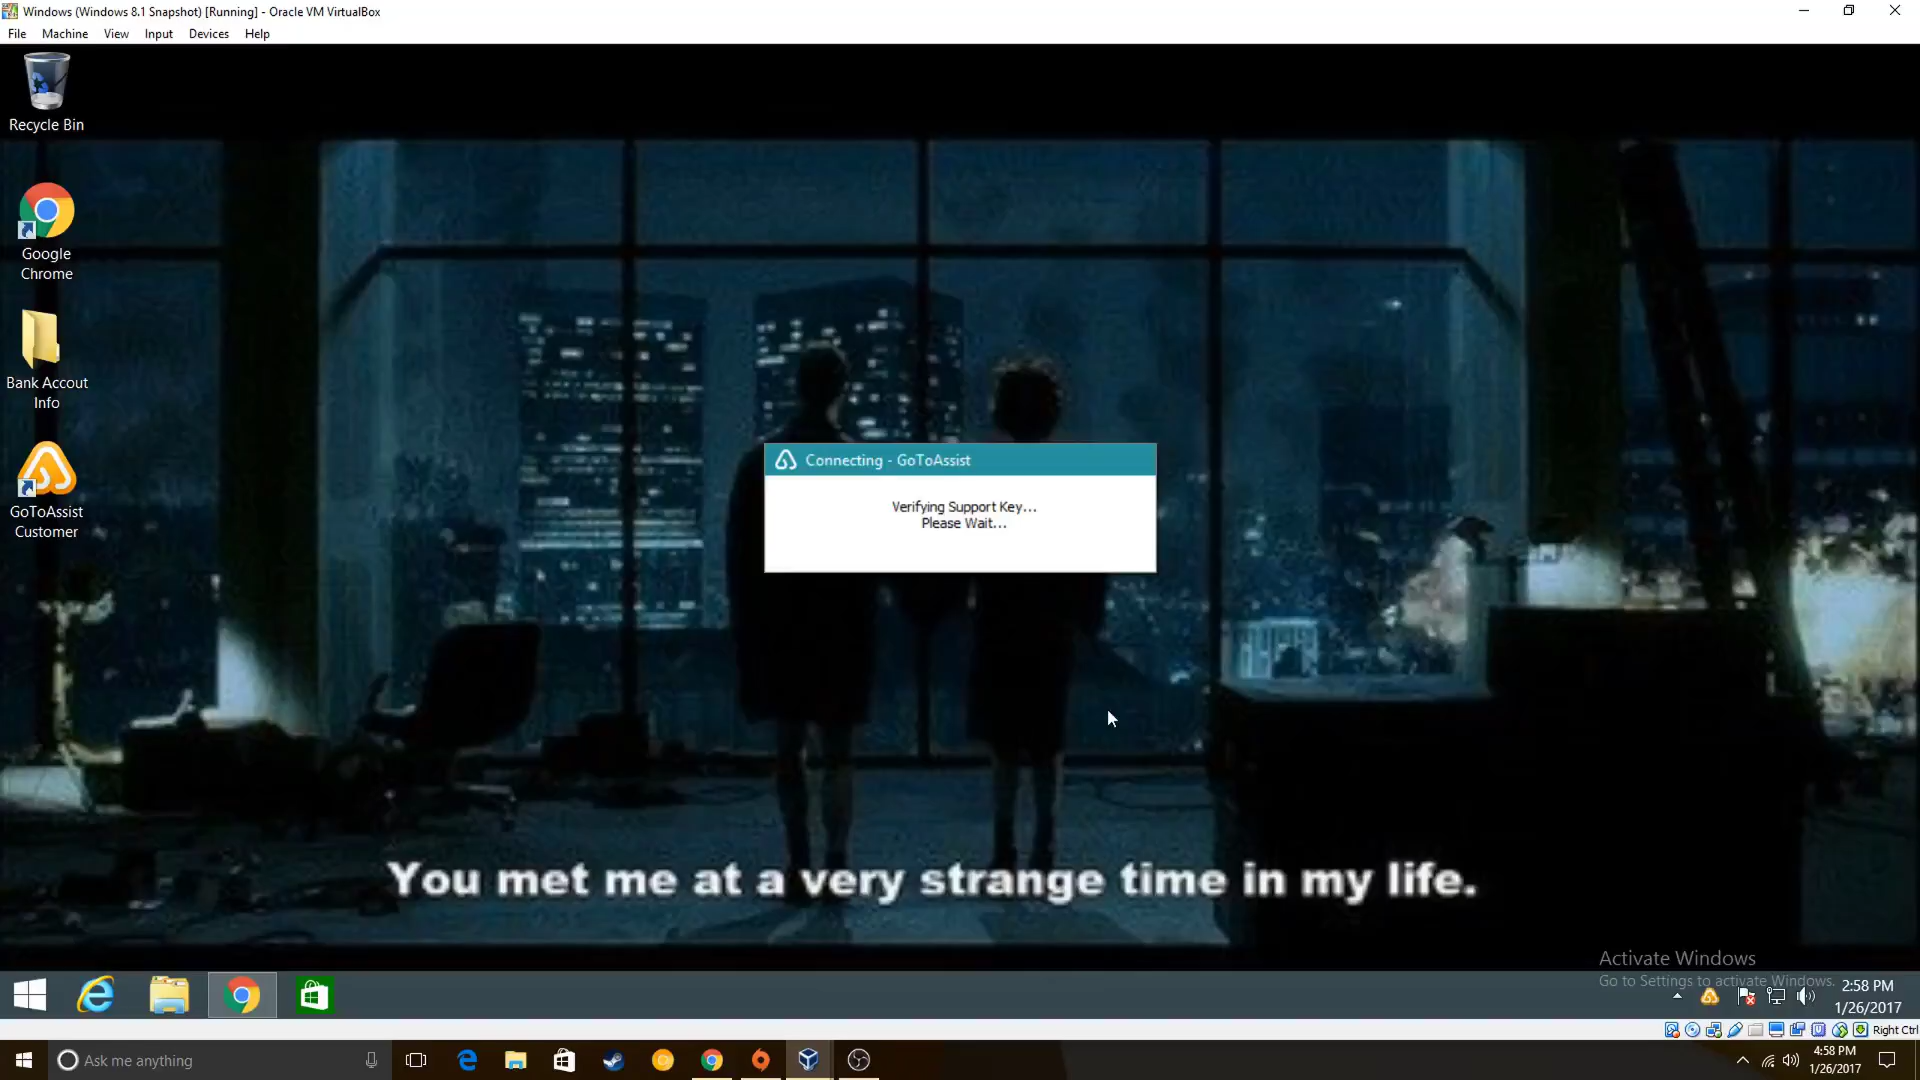 Windows (Windows 8.1 Snapshot) [Running] - Oracle VM VirtualBox
File Machine View Input Devices Help
Recycle Bin
Google
Chrome
Bank Accout
Info
GoToAssist
Customer
Connecting - GoToAssist
Verifying Support Key...
Please Wait...
You met me at a very strange time in my life.
Activate Windows
Go to Settings to activate Windows.
2:58 PM
1/26/2017
Right Ctrl
Ask me anything
4:58 PM
1/26/2017